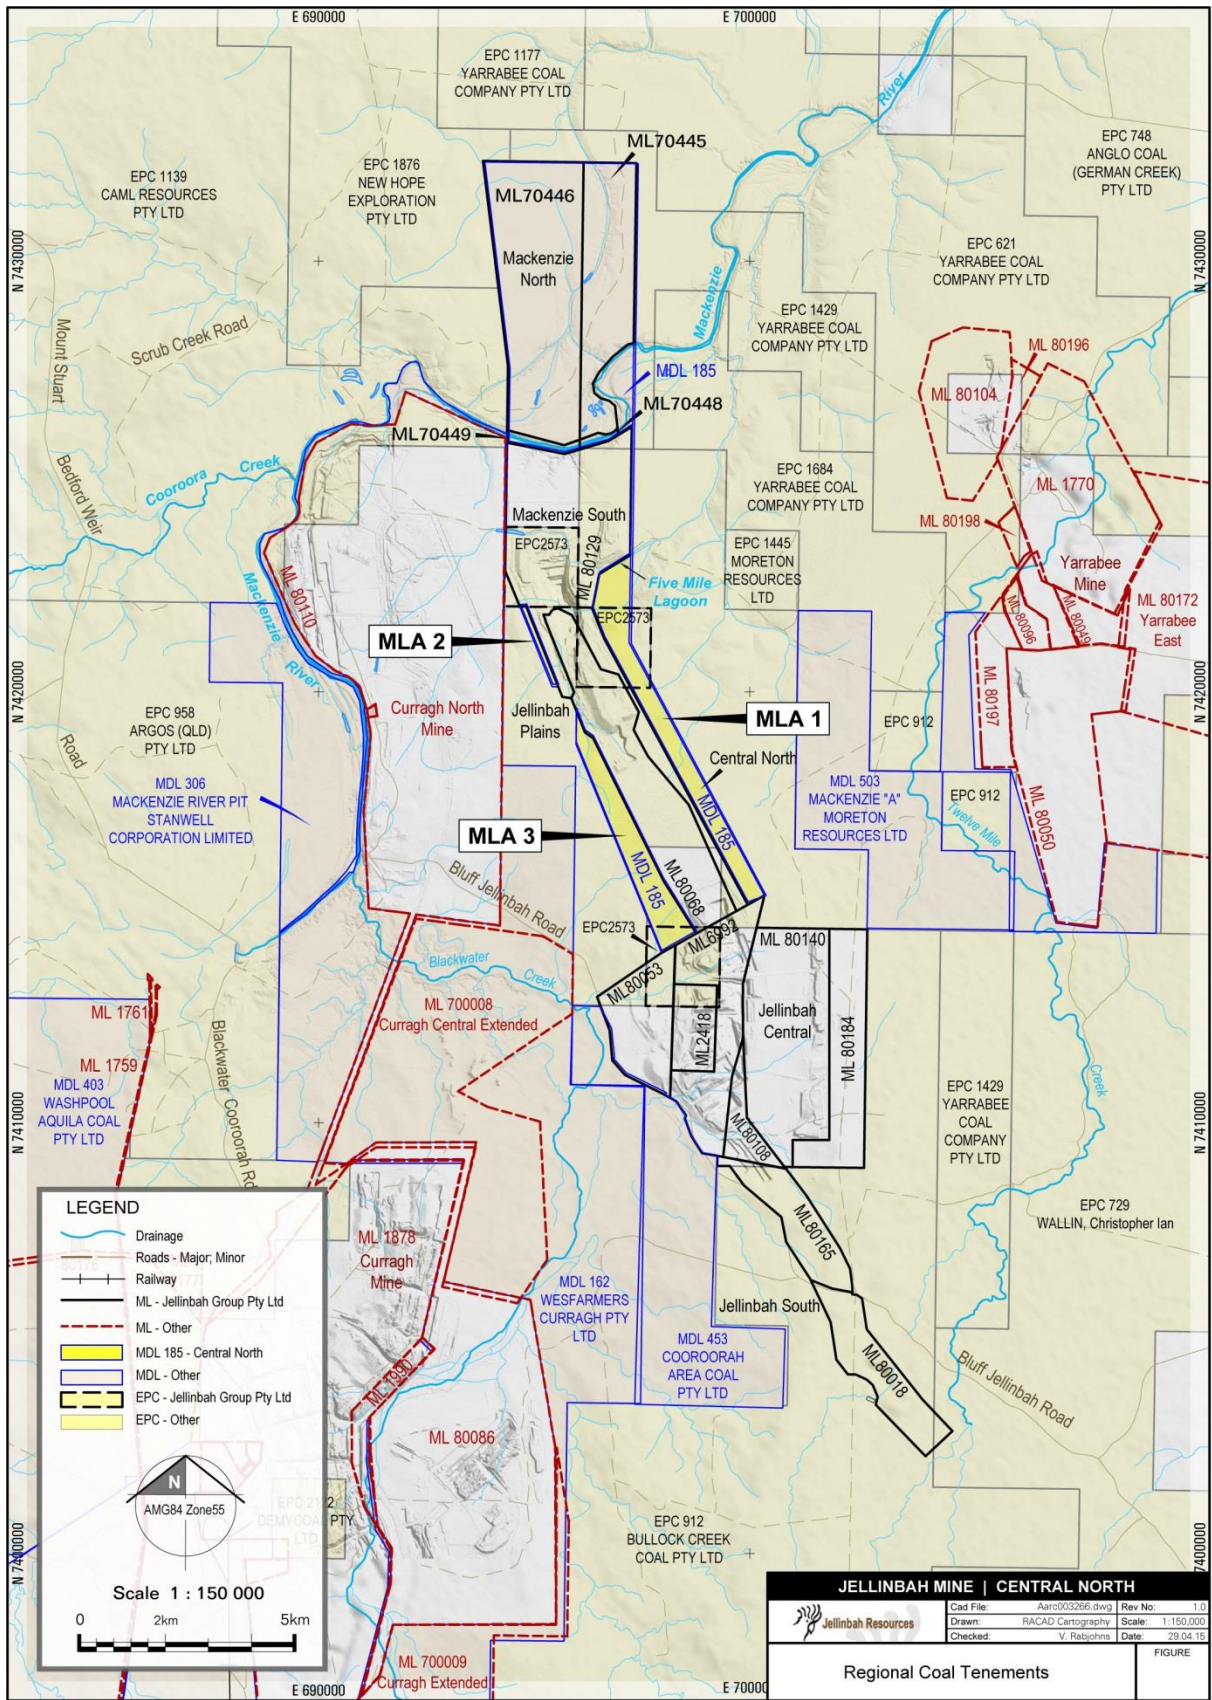 E 690000
E 700000
EPC 1177
YARRABEE COAL
COMPANY PTY LTD
River
ML70445
EPC 748
ANGLO COAL
(GERMAN CREEK)
PTY LTD
EPC 1139
CAML RESOURCES
PTY LTD
EPC 1876
NEW HOPE
EXPLORATION
PTY LTD
ML70446
Mackenzie
North
N 7430000
N 7430000
EPC 621
YARRABEE COAL
COMPANY PTY LTD
Mackenzie
EPC 1429
YARRABEE COAL
COMPANY PTY LTD
Scrub Creek Road
Mount Stuart
ML 80196
MDL 185
ML 80104
ML70448
ML70449
Cooroora Creek
Bedford Weir
EPC 1684
YARRABEE COAL
COMPANY PTY LTD
ML 1770
Mackenzie South
EPC2573
ML 80129
ML 80198
EPC 1445
MORETON
RESOURCES
LTD
Yarrabee
Mine
Five Mile
Lagoon
EPC2573
ML 80110
Mackenzie
River
ML 80096
ML 80049
ML 80172
Yarrabee
East
MLA 2
N 7420000
N 7420000
ML 80197
Curragh North
Mine
Jellinbah
Plains
MLA 1
EPC 912
EPC 958
ARGOS (QLD)
PTY LTD
Road
Central North
MDL 306
MACKENZIE RIVER PIT
STANWELL
CORPORATION LIMITED
MDL 503
MACKENZIE "A"
MORETON
RESOURCES LTD
EPC 912
Twelve Mile
ML 80050
MDL 185
MLA 3
MDL 185
Bluff Jellinbah Road
ML80068
EPC2573
ML6992
ML 80140
Blackwater
Creek
ML80053
ML 700008
Curragh Central Extended
Jellinbah
Central
ML2418
ML 80184
ML 1761
ML 1759
Blackwater Cooroorah Rd
MDL 403
WASHPOOL
AQUILA COAL
PTY LTD
Creek
EPC 1429
YARRABEE
COAL
COMPANY
PTY LTD
N 7410000
N 7410000
ML80108
EPC 729
WALLIN, Christopher Ian
ML80165
ML 1878
Curragh
Mine
MDL 162
WESFARMERS
CURRAGH PTY
LTD
Jellinbah South
MDL 453
COOROORAH
AREA COAL
PTY LTD
ML 1990
ML80018
Bluff Jellinbah Road
ML 80086
EPC 912
BULLOCK CREEK
COAL PTY LTD
N 7400000
7400000
LEGEND
Drainage
Roads - Major; Minor
Railway
ML - Jellinbah Group Pty Ltd
ML - Other
MDL 185 - Central North
MDL - Other
EPC - Jellinbah Group Pty Ltd
EPC - Other
N
AMG84 Zone55
Scale 1 : 150 000
0 2km 5km
PTY
ML 700009
Curragh Extended
E 690000
E 70000
JELLINBAH MINE | CENTRAL NORTH
Jellinbah Resources
Cad File: Aarc003266.dwg Rev No: 1.0
Drawn: RACAD Cartography Scale: 1:150,000
Checked: V. Rabjohns Date: 29.04.15
Regional Coal Tenements
FIGURE